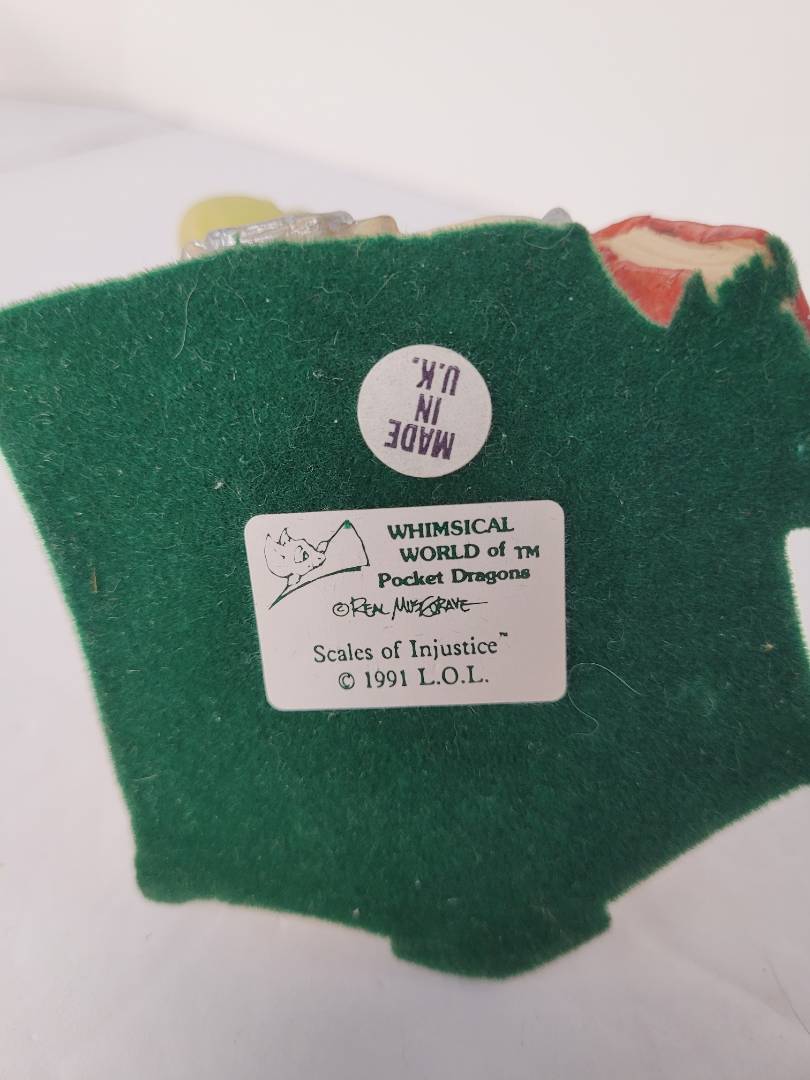 MADE
IN
U.K.
WHIMSICAL
WORLD of ™
Pocket Dragons
© REAL MUSGRAVE
Scales of Injustice™
© 1991 L.O.L.